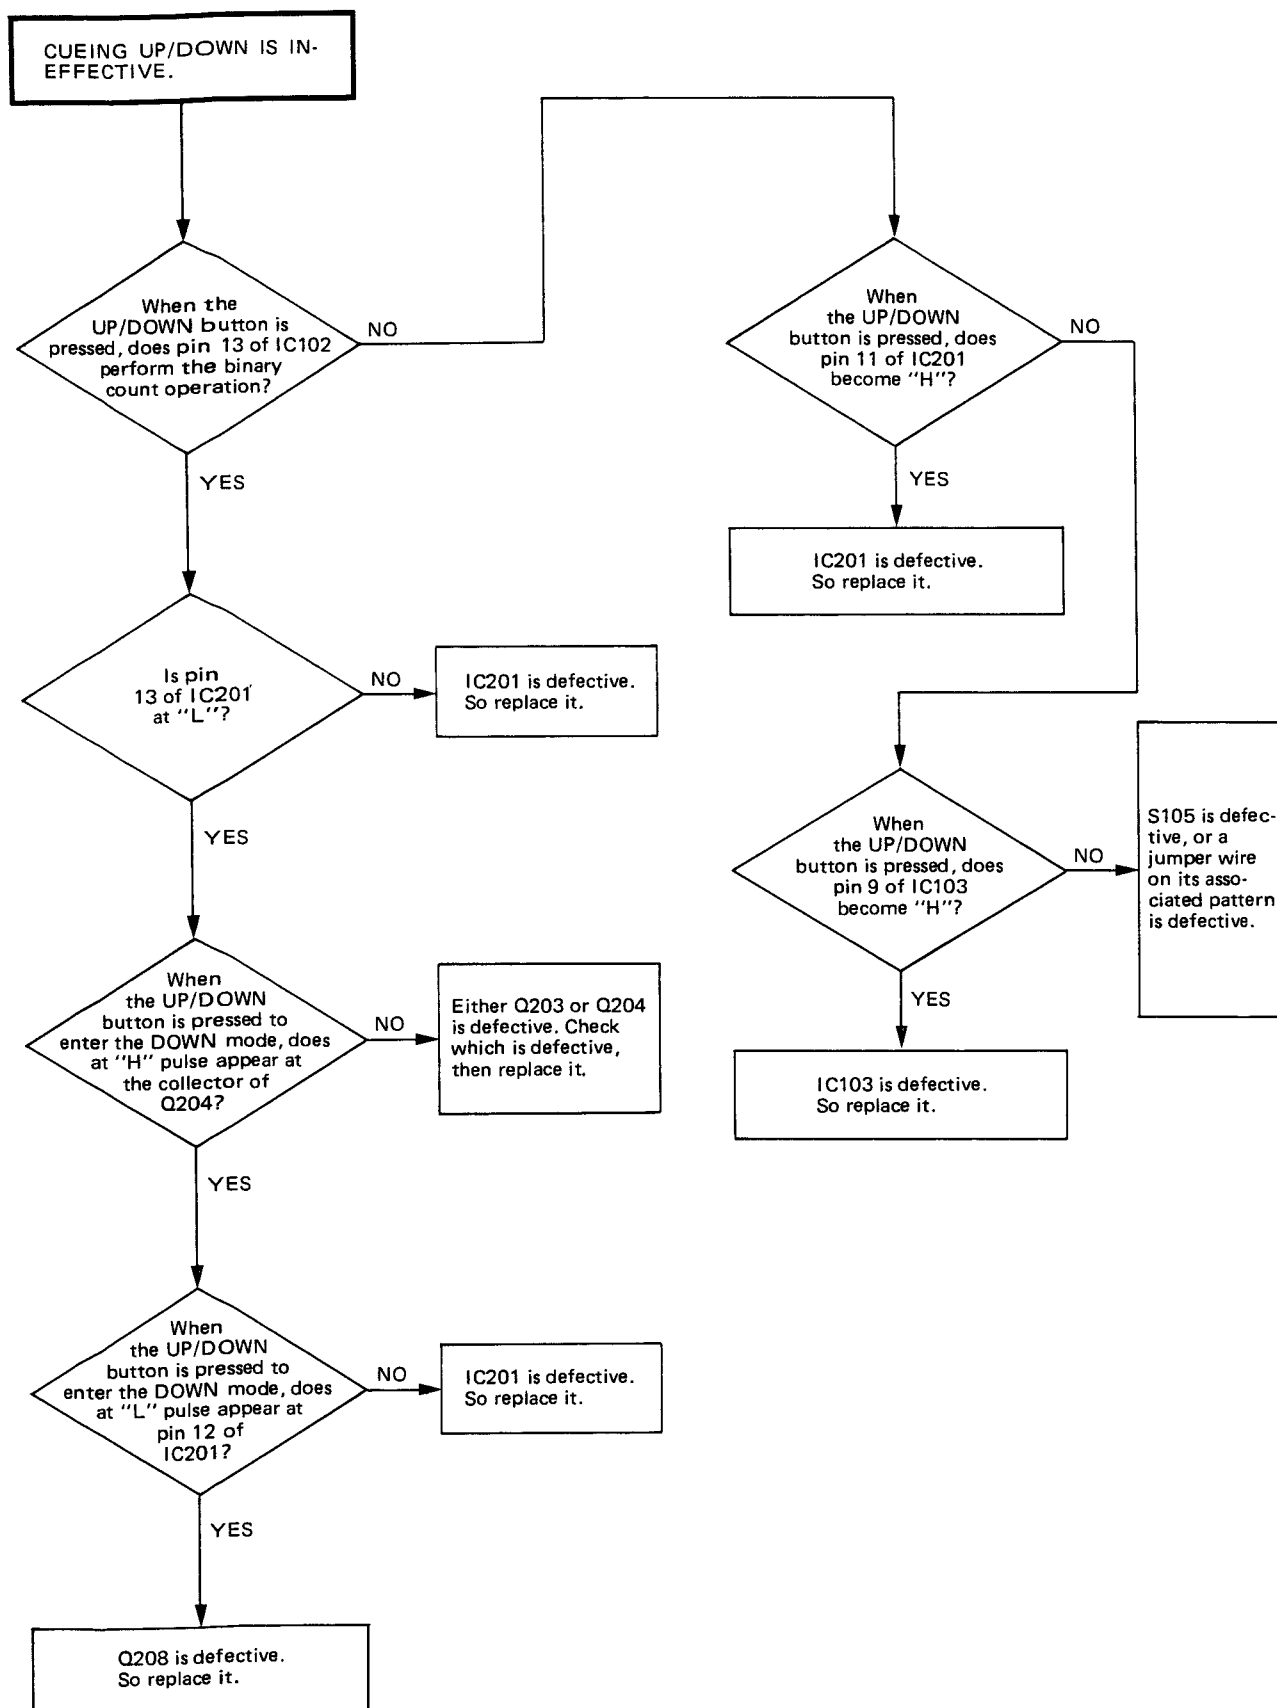 CUEING UP/DOWN IS IN-
EFFECTIVE.
When the
UP/DOWN button is
pressed, does pin 13 of IC102
perform the binary
count operation?
NO
YES
Is pin
13 of IC201
at "L"?
NO
IC201 is defective.
So replace it.
YES
When
the UP/DOWN
button is pressed to
enter the DOWN mode, does
at "H" pulse appear at
the collector of
Q204?
NO
Either Q203 or Q204
is defective. Check
which is defective,
then replace it.
YES
When
the UP/DOWN
button is pressed to
enter the DOWN mode, does
at "L" pulse appear at
pin 12 of
IC201?
NO
IC201 is defective.
So replace it.
YES
Q208 is defective.
So replace it.
When
the UP/DOWN
button is pressed, does
pin 11 of IC201
become "H"?
NO
YES
IC201 is defective.
So replace it.
When
the UP/DOWN
button is pressed, does
pin 9 of IC103
become "H"?
NO
S105 is defec-
tive, or a
jumper wire
on its asso-
ciated pattern
is defective.
YES
IC103 is defective.
So replace it.